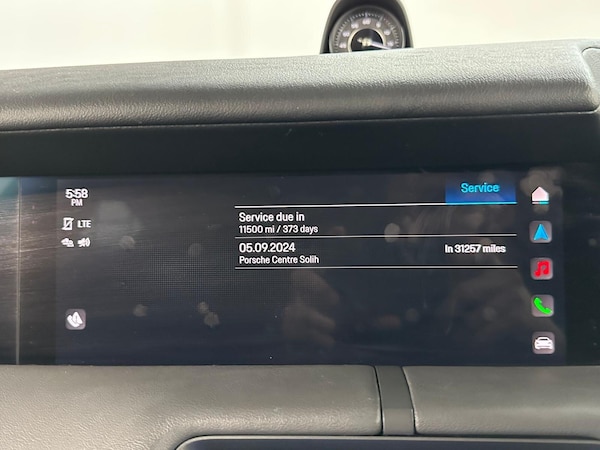 5:58
PM
LTE
Service
Service due in
11500 mi / 373 days
05.09.2024
In 31257 miles
Porsche Centre Solih